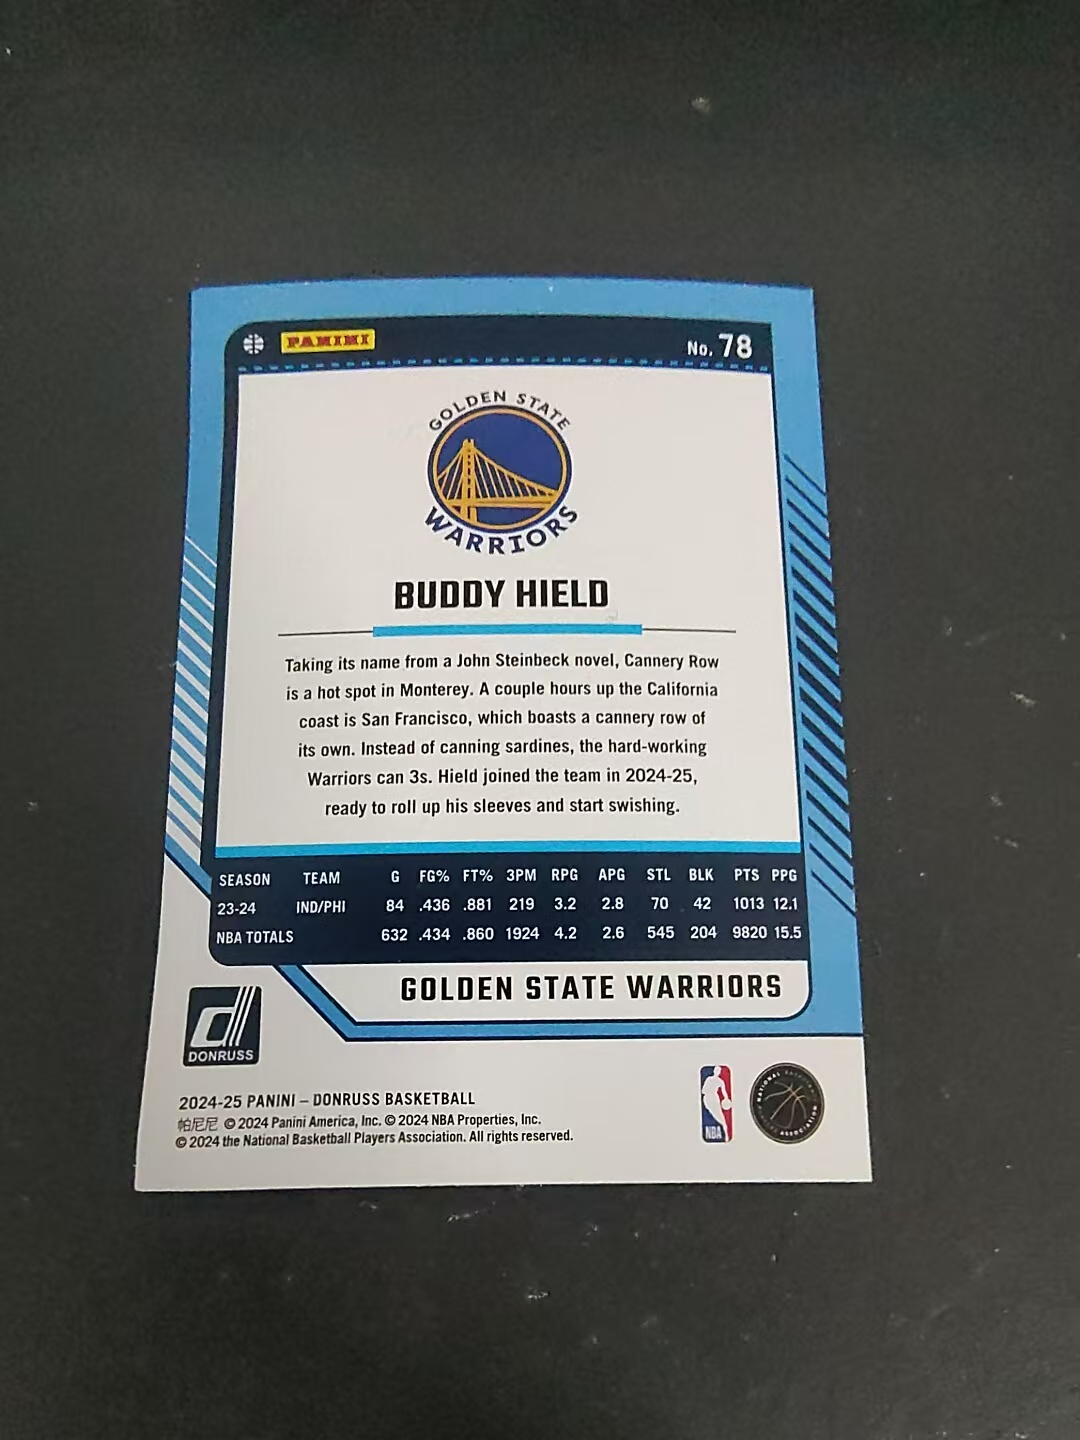 PANINI
No. 78
GOLDEN STATE
WARRIORS
BUDDY HIELD
Taking its name from a John Steinbeck novel, Cannery Row
is a hot spot in Monterey. A couple hours up the California
coast is San Francisco, which boasts a cannery row of
its own. Instead of canning sardines, the hard-working
Warriors can 3s. Hield joined the team in 2024-25,
ready to roll up his sleeves and start swishing.
SEASON TEAM G FG% FT% 3PM RPG APG STL BLK PTS PPG
23-24 IND/PHI 84 .436 .881 219 3.2 2.8 70 42 1013 12.1
NBA TOTALS 632 .434 .860 1924 4.2 2.6 545 204 9820 15.5
GOLDEN STATE WARRIORS
DONRUSS
2024-25 PANINI – DONRUSS BASKETBALL
帕尼尼 © 2024 Panini America, Inc. © 2024 NBA Properties, Inc.
© 2024 the National Basketball Players Association. All rights reserved.
NBA